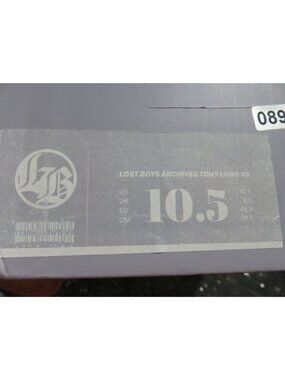 089
LB
LOST BOYS ARCHIVES TONY LOWS V2
US
UK
EU
CM
10.5